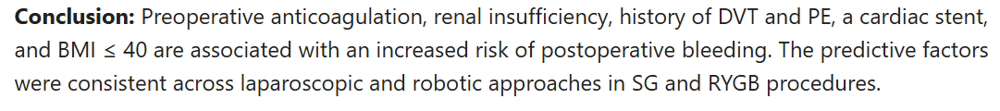 Conclusion: Preoperative anticoagulation, renal insufficiency, history of DVT and PE, a cardiac stent,
and BMI ≤ 40 are associated with an increased risk of postoperative bleeding. The predictive factors
were consistent across laparoscopic and robotic approaches in SG and RYGB procedures.